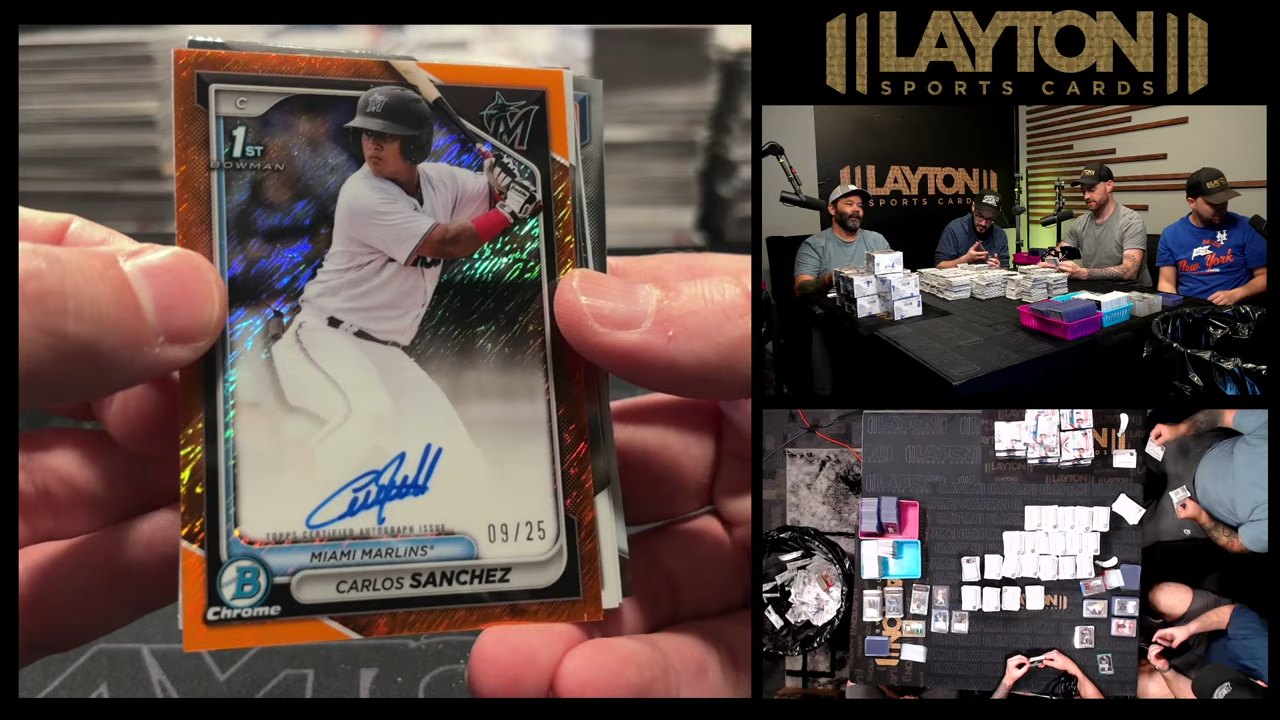 C
1ST
BOWMAN
M
TOPPS CERTIFIED AUTOGRAPH ISSUE
09/25
MIAMI MARLINS
CARLOS SANCHEZ
B
Chrome
LAYTON
SPORTS CARDS
LAYTON
SPORTS CARDS
New York